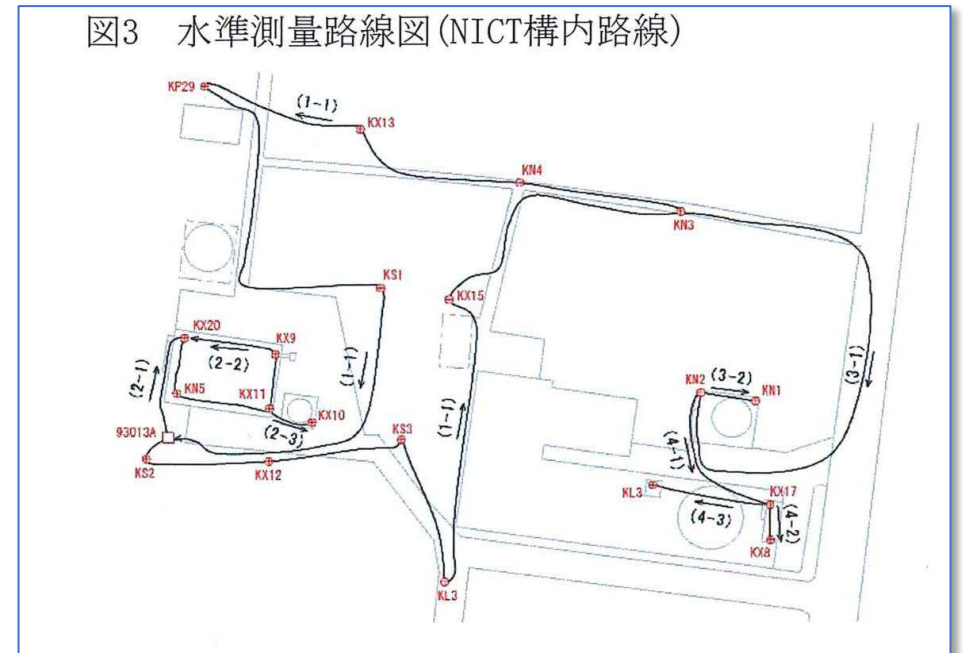 図3 水準測量路線図(NICT構内路線)
KP29
(1-1)
KX13
KN4
KN3
KS1
KX15
KX20
KX9
(2-2)
(2-1)
(1-1)
(3-1)
KN5
KX11
KX10
(2-3)
KN2
(3-2)
KN1
(1-1)
93013A
KS3
KS2
KX12
(4-1)
KL3
KX17
(4-3)
(4-2)
KX8
KL3